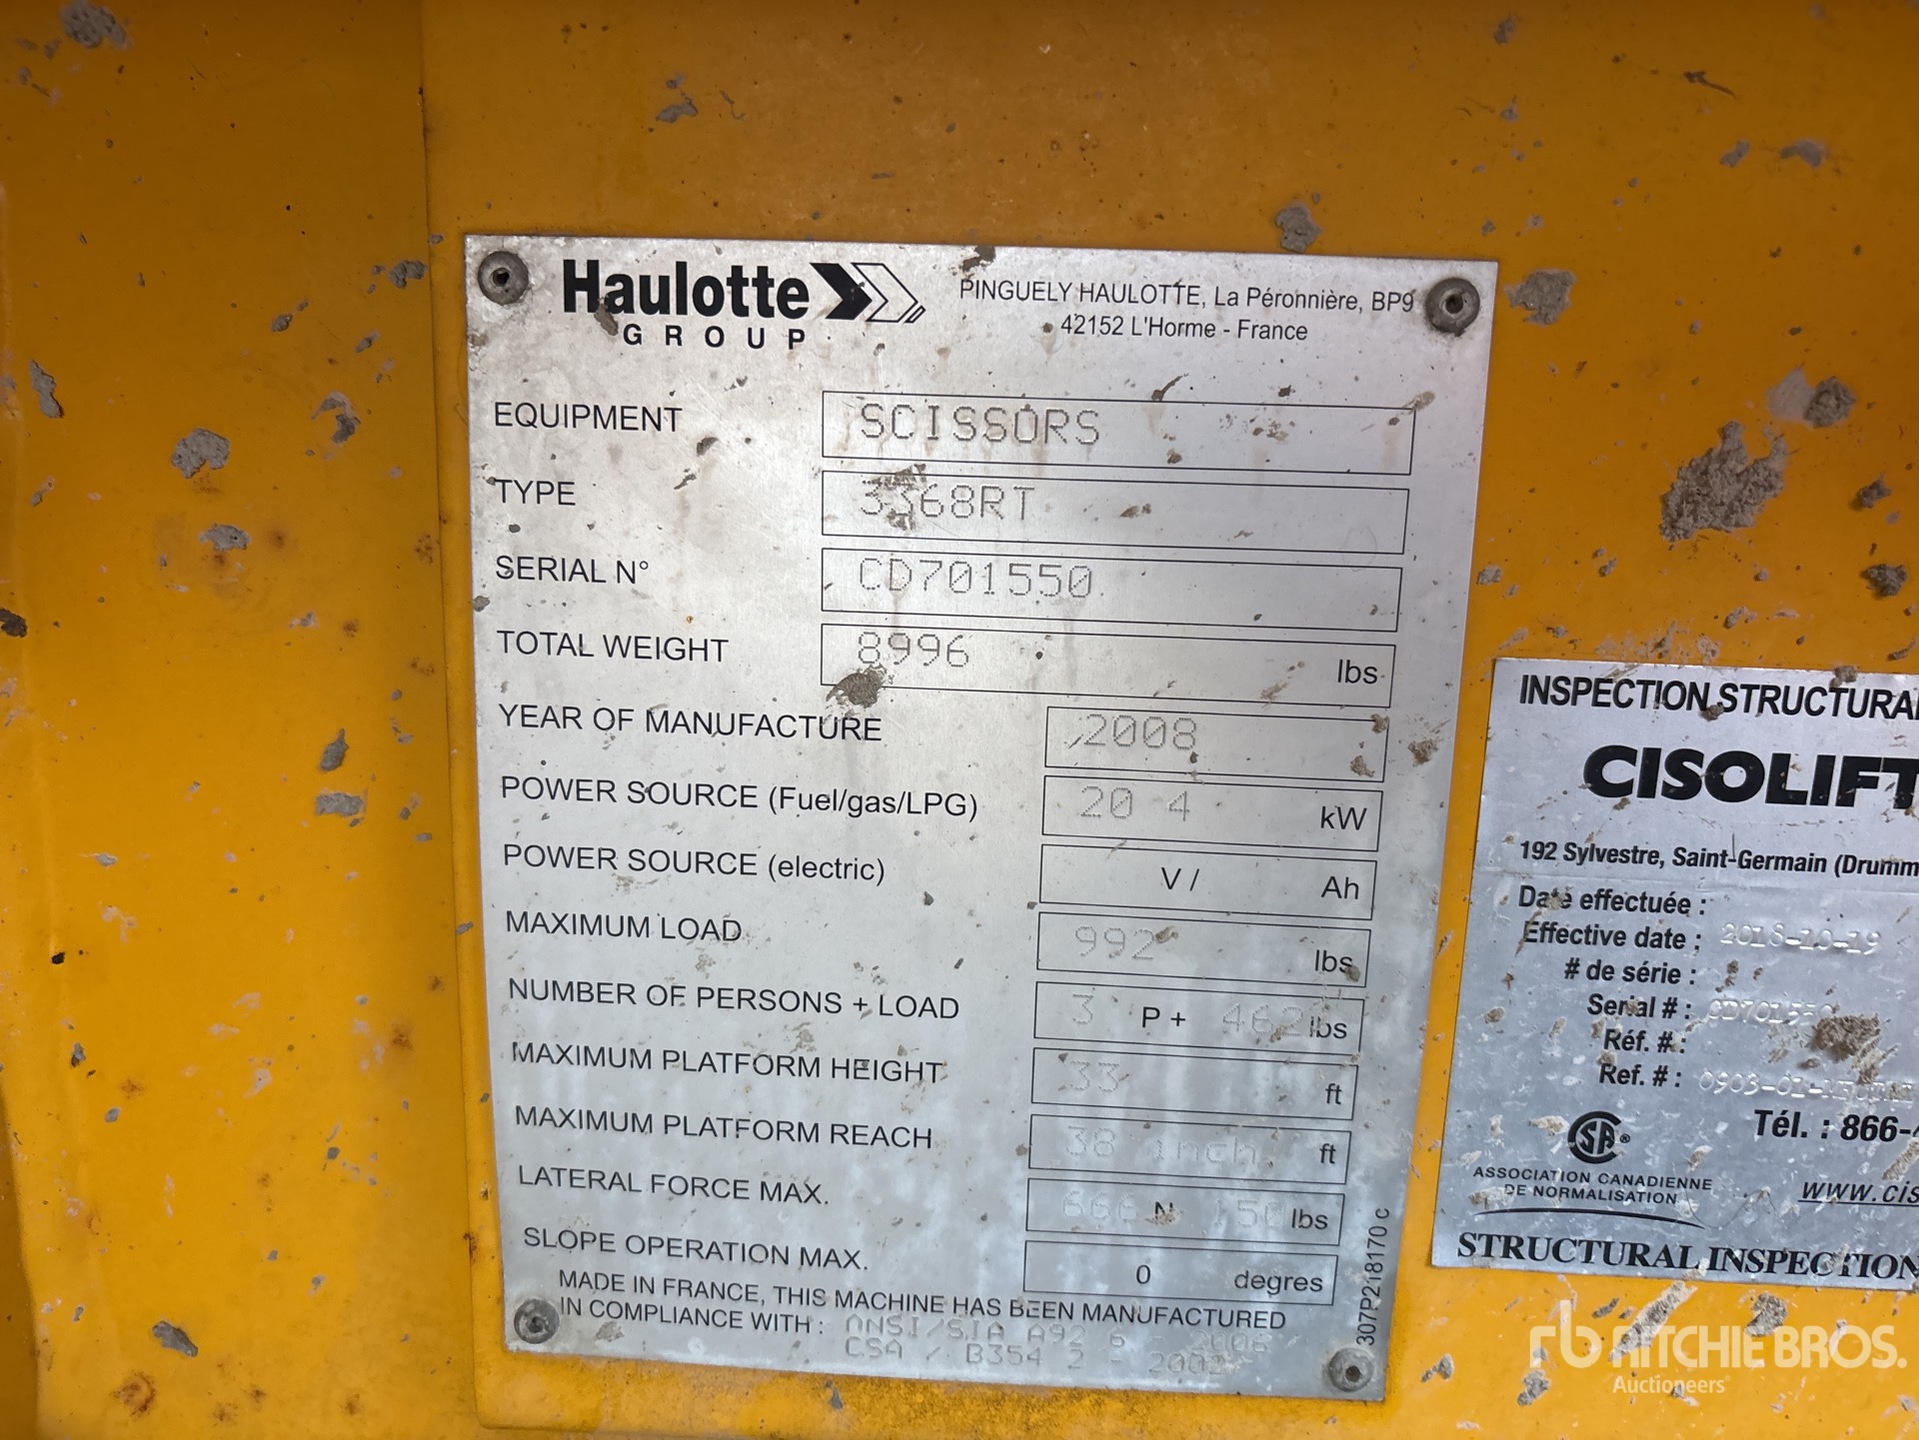 Haulotte
GROUP
PINGUELY HAULOTTE, La Péronnière, BP9
42152 L'Horme - France
EQUIPMENT SCISSORS
TYPE 3368RT
SERIAL N° CD701550
TOTAL WEIGHT 8996 lbs
YEAR OF MANUFACTURE 2008
POWER SOURCE (Fuel/gas/LPG) 20 4 kW
POWER SOURCE (electric) V / Ah
MAXIMUM LOAD 992 lbs
NUMBER OF PERSONS + LOAD 3 P + 462 lbs
MAXIMUM PLATFORM HEIGHT 33 ft
MAXIMUM PLATFORM REACH 38 inch. ft
LATERAL FORCE MAX. 666 N 150 lbs
SLOPE OPERATION MAX. 0 degres
MADE IN FRANCE, THIS MACHINE HAS BEEN MANUFACTURED
IN COMPLIANCE WITH : ANSI/SIA A92 6 - 2006
CSA / B354 2 - 2002
307P218170 c
INSPECTION STRUCTURAL
CISOLIFT
192 Sylvestre, Saint-Germain (Drumm
Date effectuée :
Effective date : 2018-10-19
# de série :
Serial # : CD701550
Réf. # :
Ref. # :
Tél. : 866-4
CSA®
ASSOCIATION CANADIENNE
DE NORMALISATION
www.cis
STRUCTURAL INSPECTION
rb RITCHIE BROS.
Auctioneers